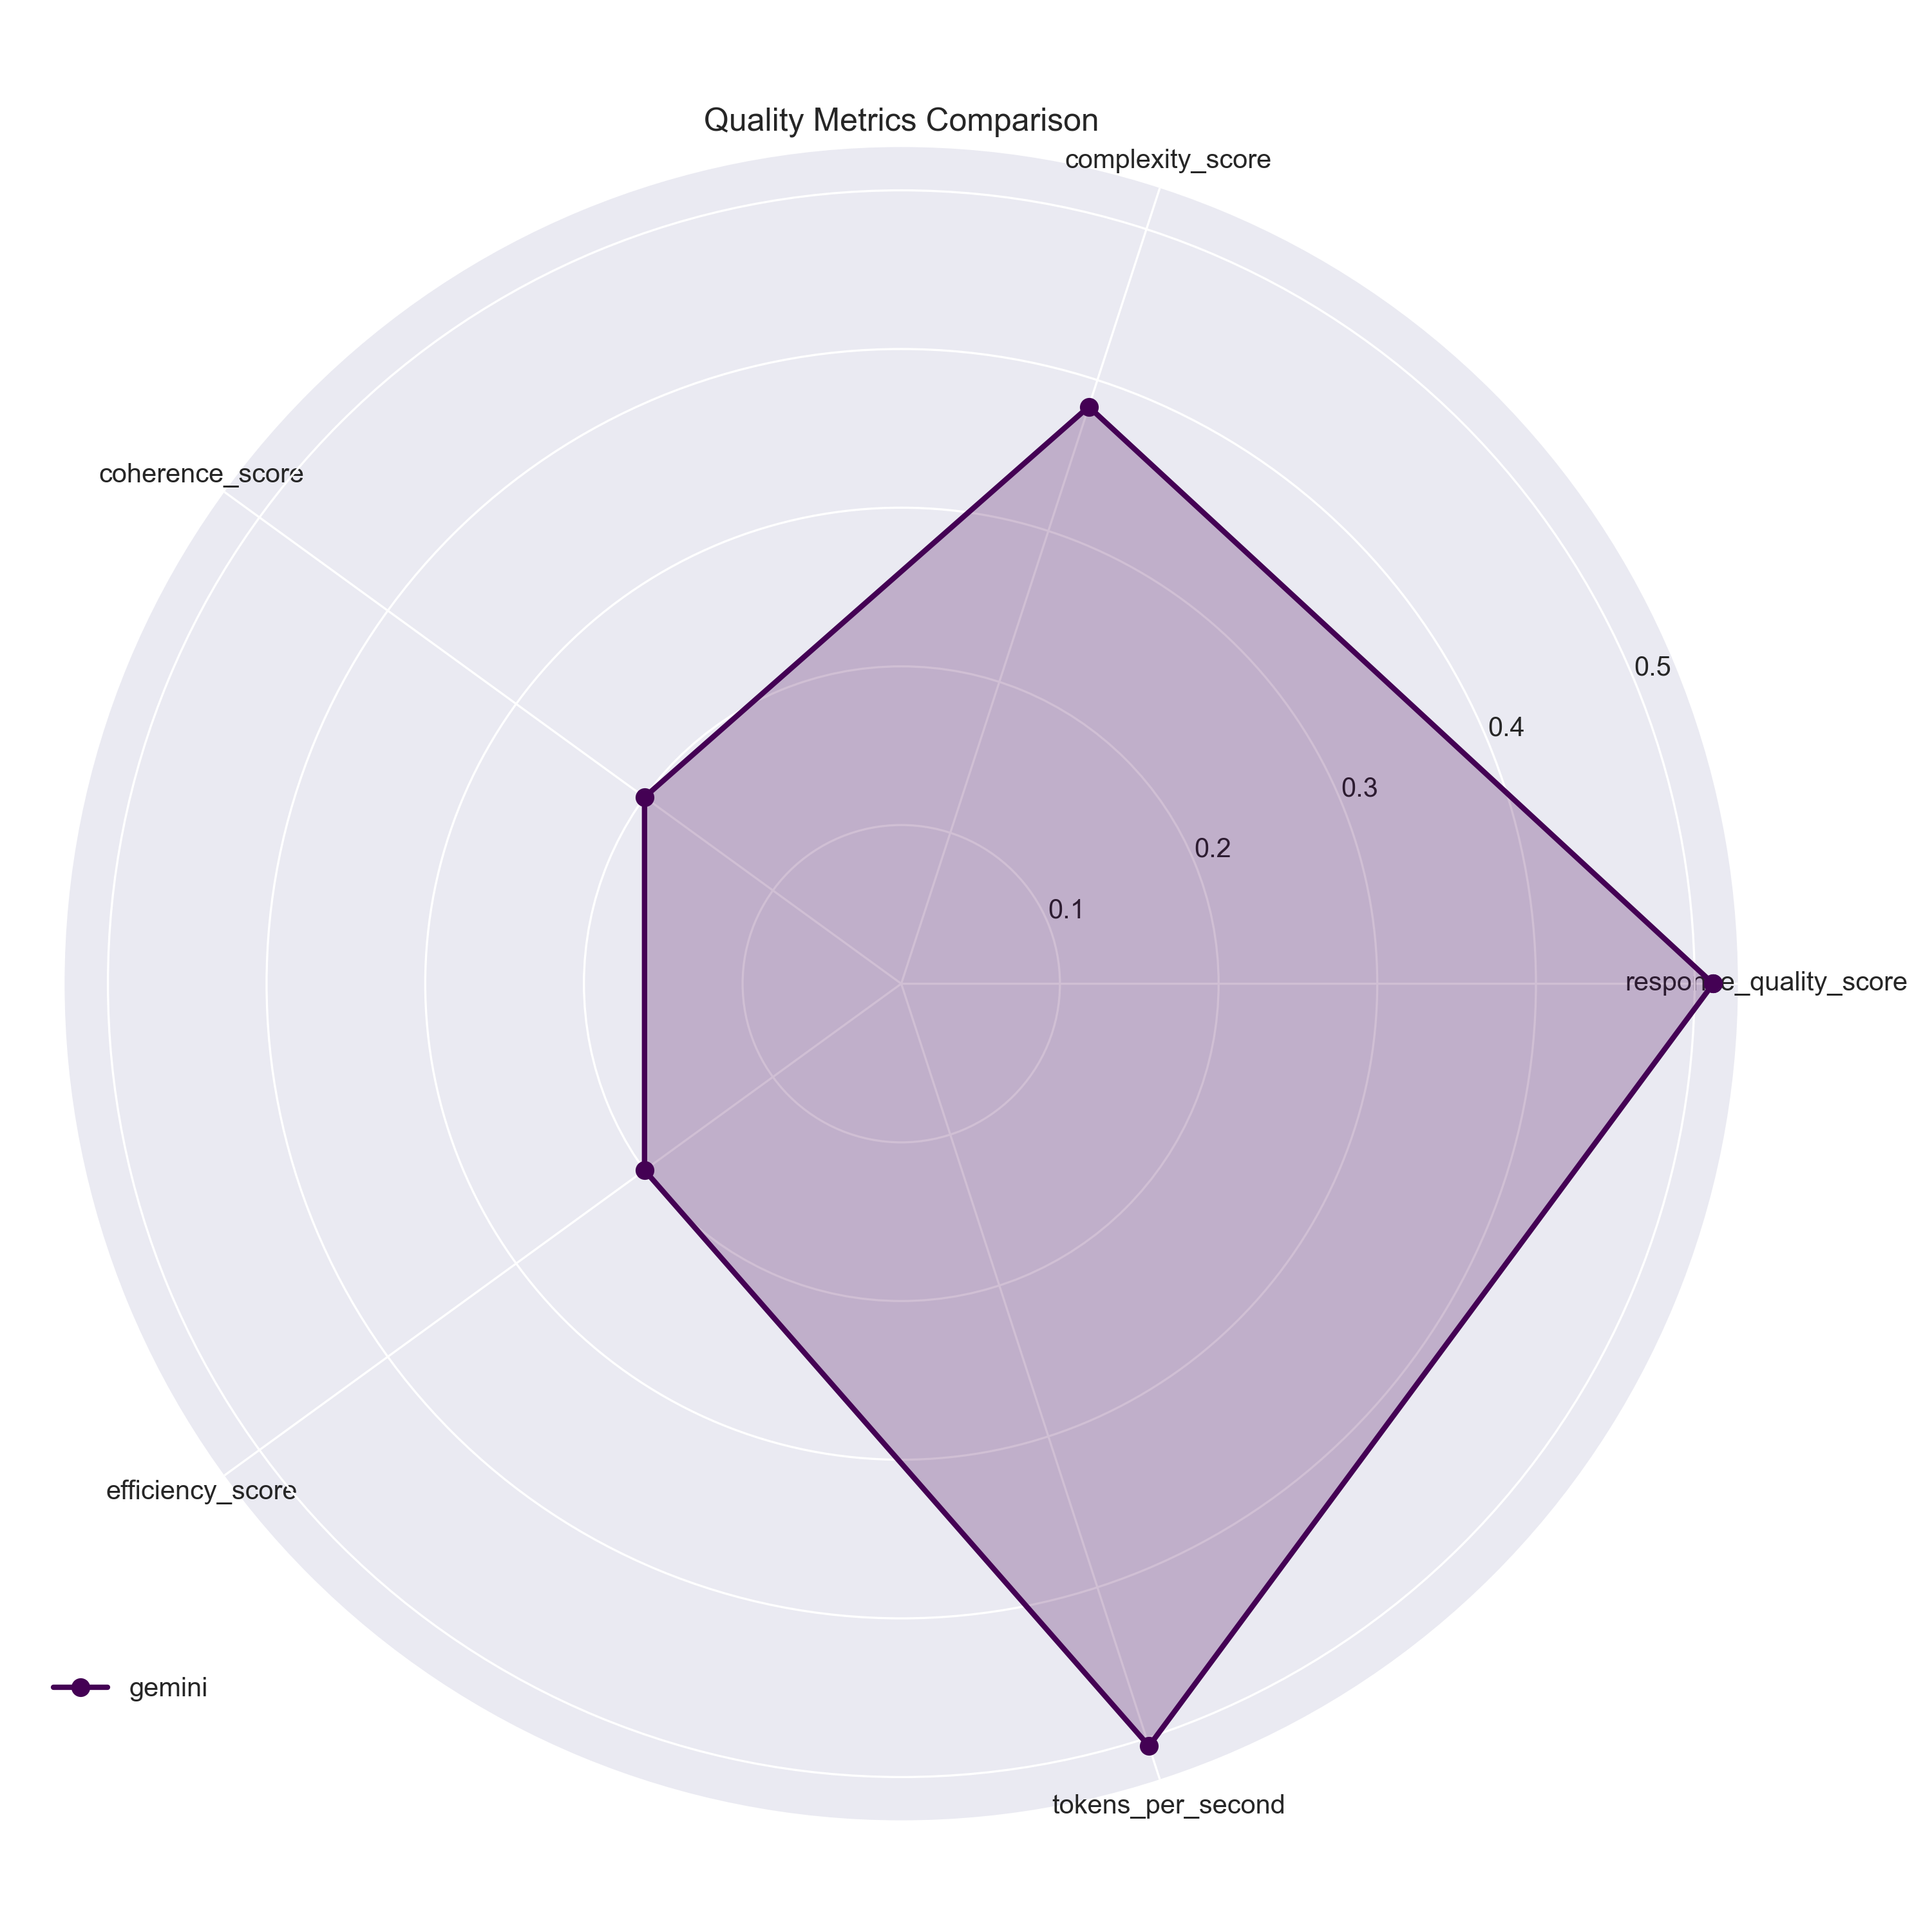 Quality Metrics Comparison
complexity_score
coherence_score
0.5
0.4
0.3
0.2
0.1
response_quality_score
efficiency_score
gemini
tokens_per_second